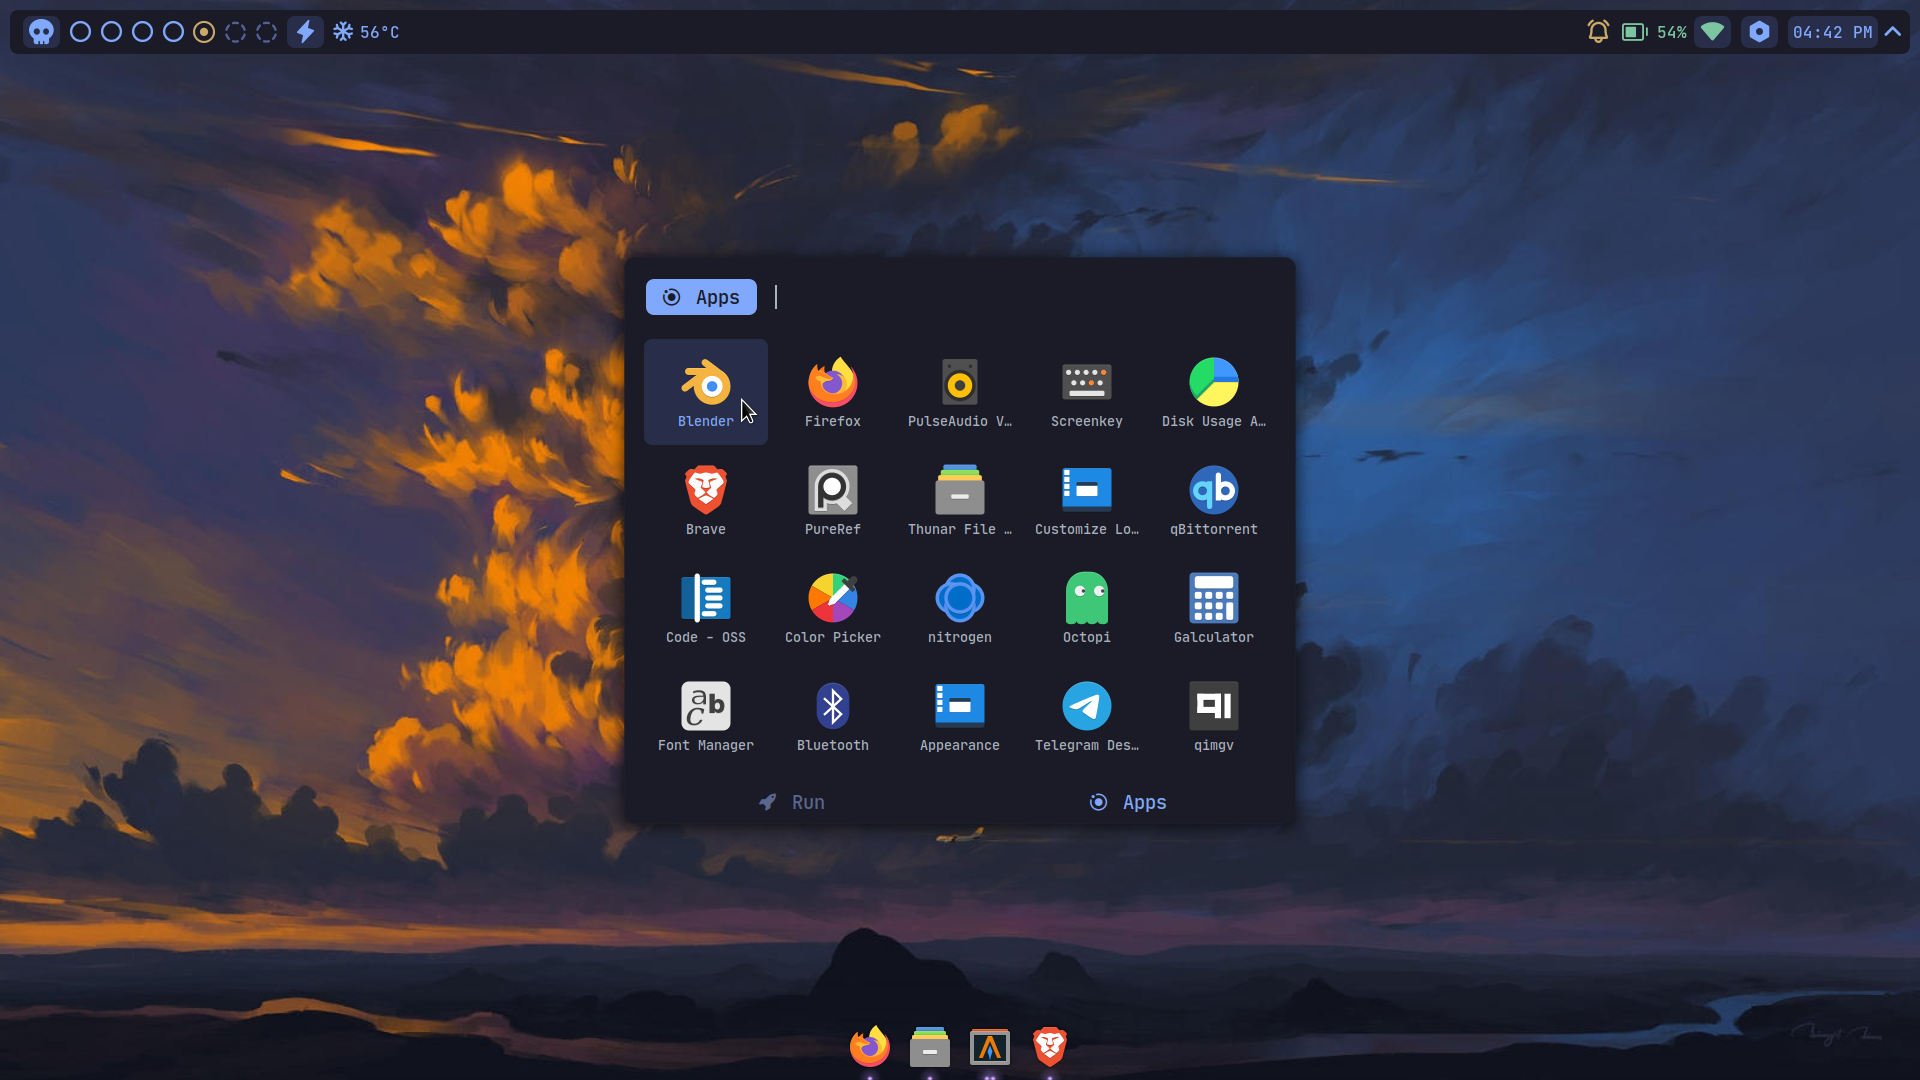 56°C
54%
04:42 PM
Apps
Blender
Firefox
PulseAudio V…
Screenkey
Disk Usage A…
Brave
PureRef
Thunar File …
Customize Lo…
qBittorrent
Code - OSS
Color Picker
nitrogen
Octopi
Galculator
Font Manager
Bluetooth
Appearance
Telegram Des…
qimgv
Run
Apps